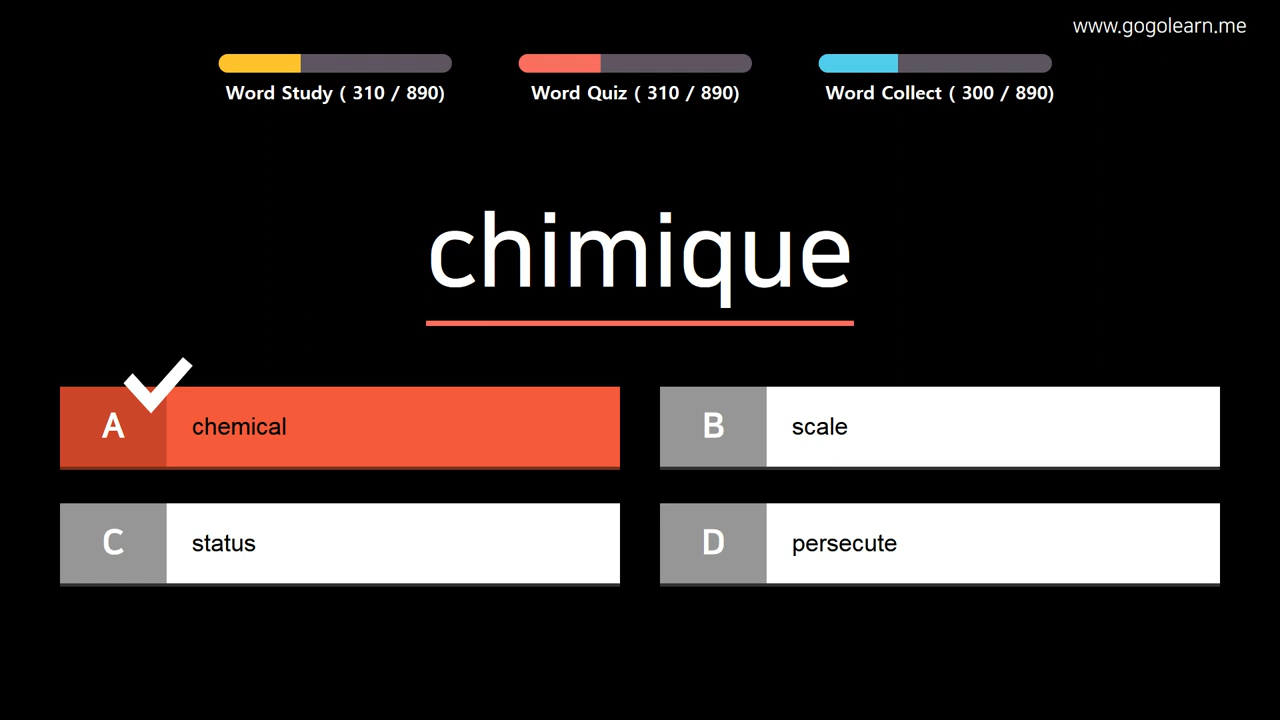 www.gogolearn.me
Word Study ( 310 / 890) Word Quiz ( 310 / 890) Word Collect ( 300 / 890)
chimique
A chemical
B scale
C status
D persecute